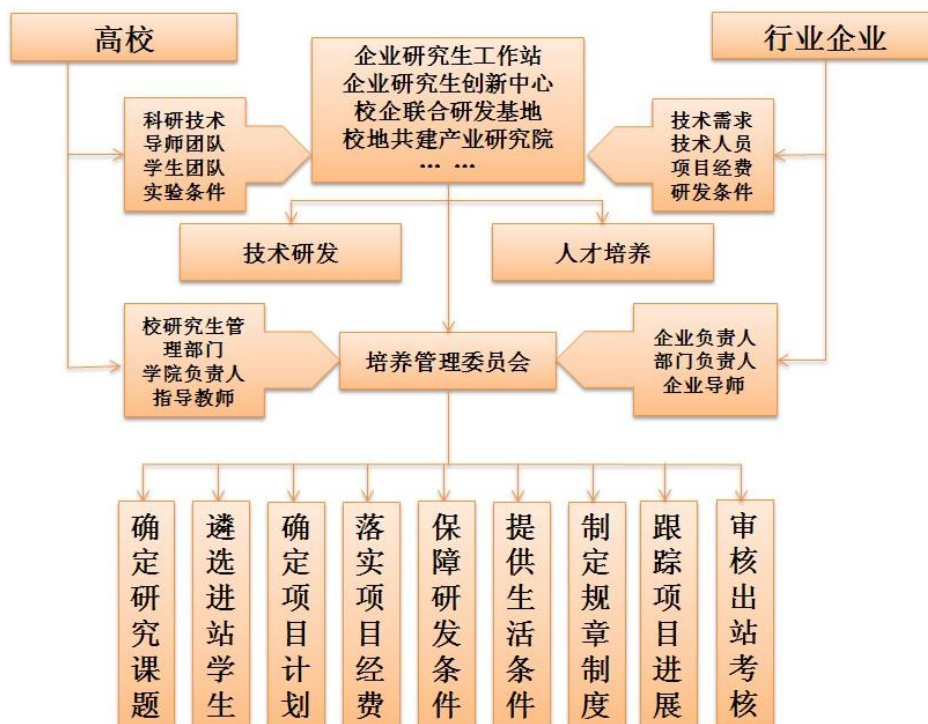 高校
行业企业
企业研究生工作站
企业研究生创新中心
校企联合研发基地
校地共建产业研究院
… …
科研技术
导师团队
学生团队
实验条件
技术需求
技术人员
项目经费
研发条件
技术研发
人才培养
校研究生管
理部门
学院负责人
指导教师
培养管理委员会
企业负责人
部门负责人
企业导师
确定研究课题
遴选进站学生
确定项目计划
落实项目经费
保障研发条件
提供生活条件
制定规章制度
跟踪项目进展
审核出站考核